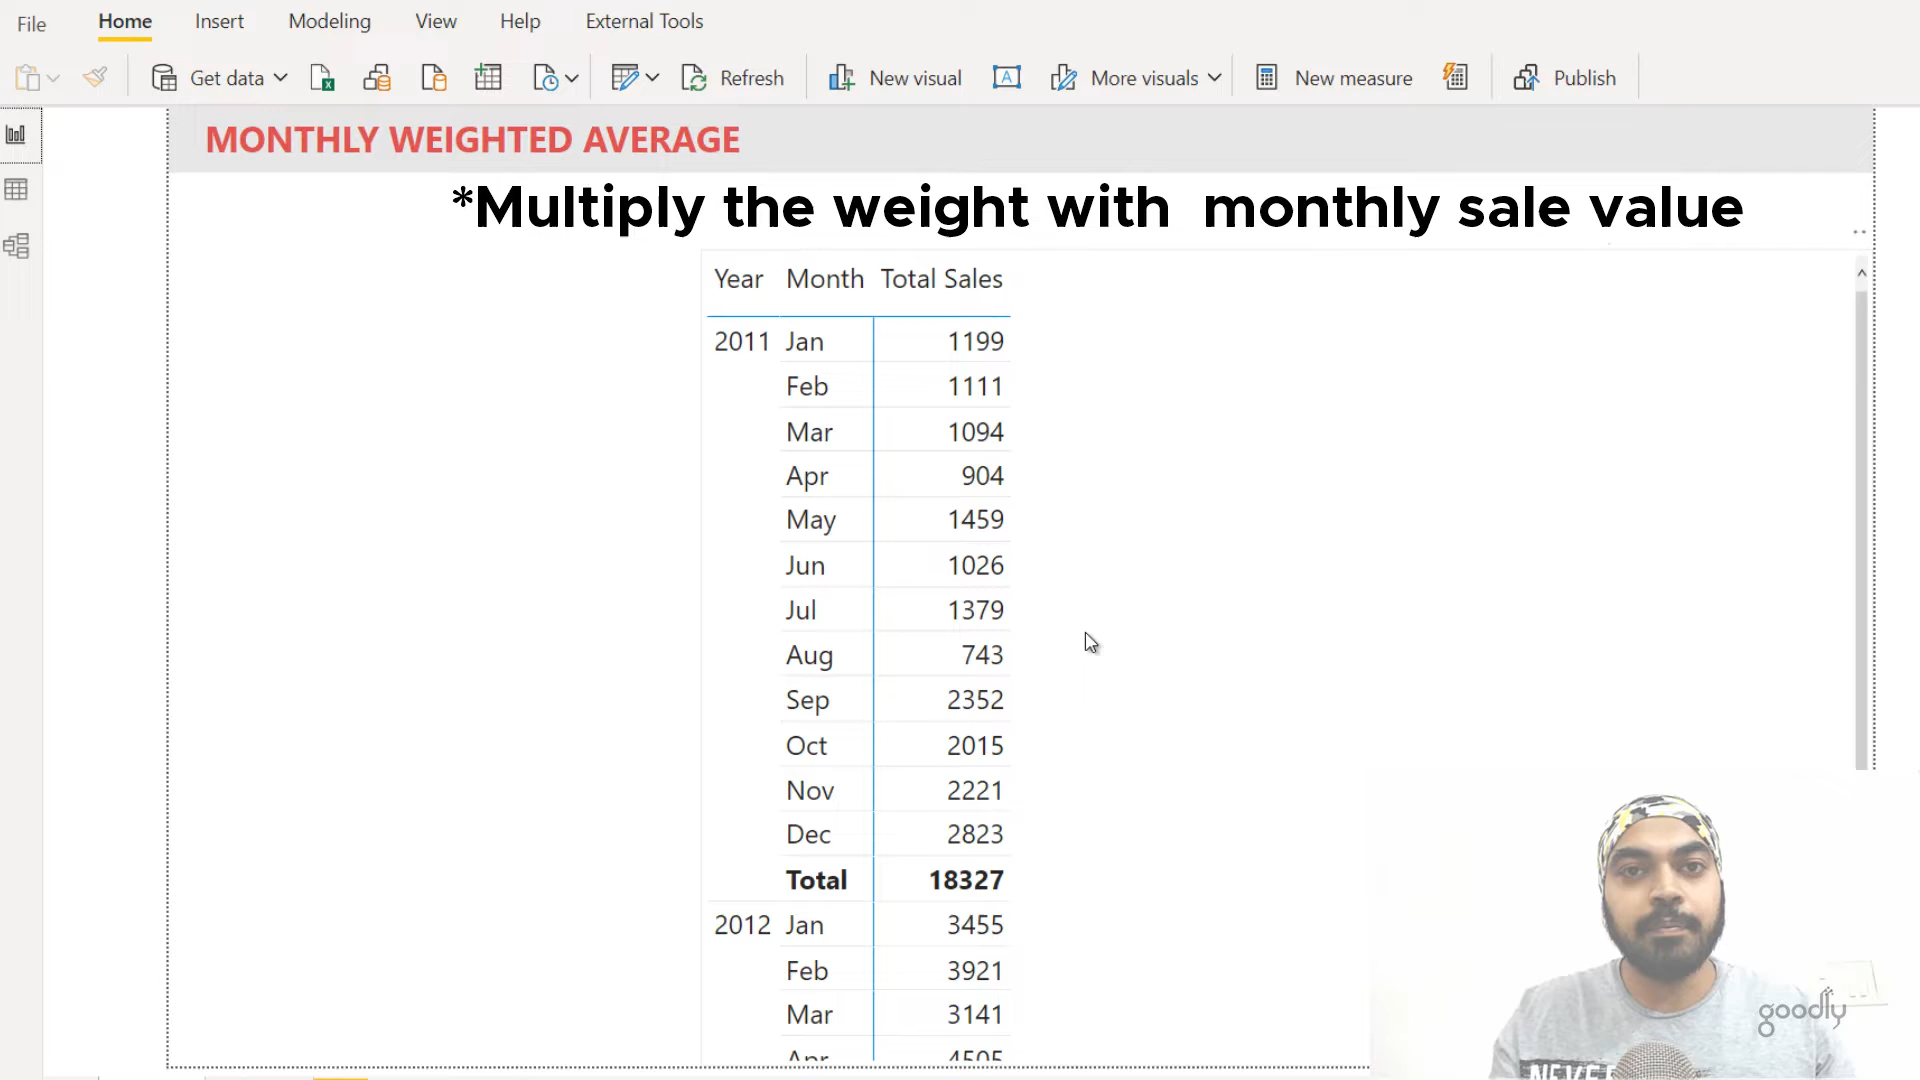 File Home Insert Modeling View Help External Tools
Get data Refresh New visual More visuals New measure Publish
MONTHLY WEIGHTED AVERAGE
*Multiply the weight with monthly sale value
Year Month Total Sales
2011 Jan 1199
Feb 1111
Mar 1094
Apr 904
May 1459
Jun 1026
Jul 1379
Aug 743
Sep 2352
Oct 2015
Nov 2221
Dec 2823
Total 18327
2012 Jan 3455
Feb 3921
Mar 3141
Apr 4505
goodly